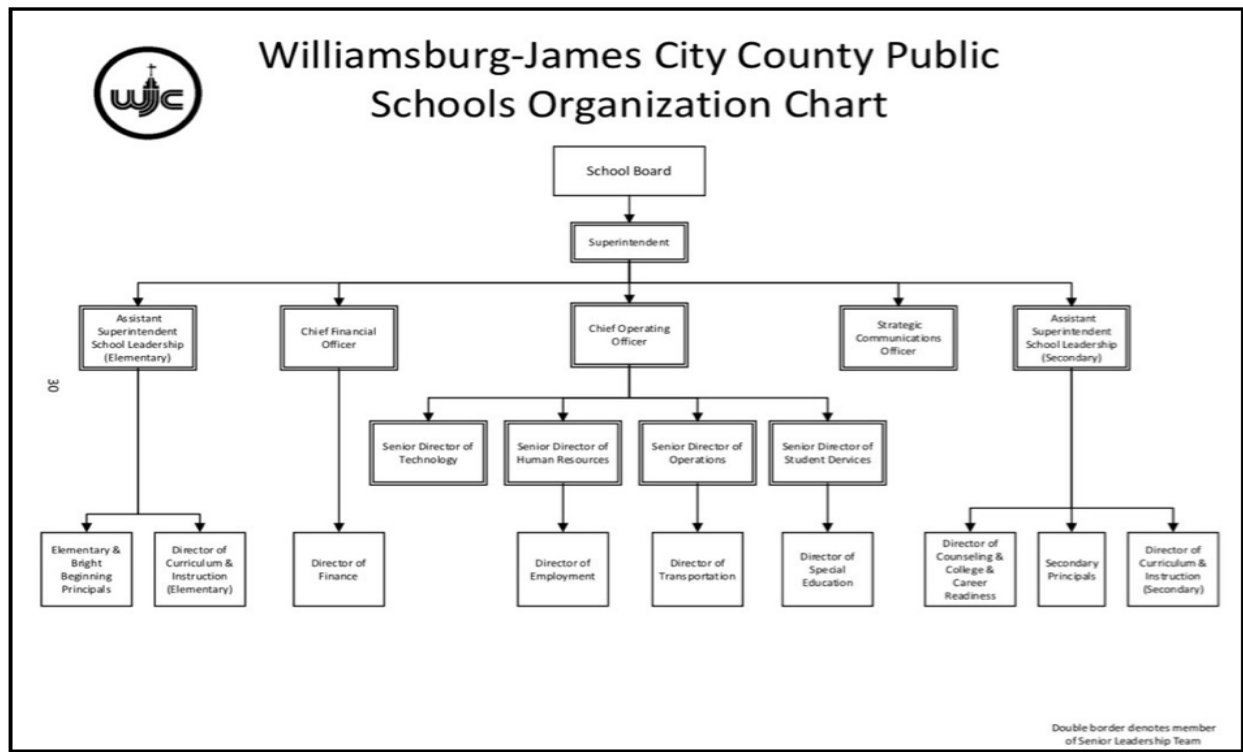 Williamsburg-James City County Public
Schools Organization Chart
wjc
School Board
Superintendent
Assistant
Superintendent
School Leadership
(Elementary)
Chief Financial
Officer
Chief Operating
Officer
Strategic
Communications
Officer
Assistant
Superintendent
School Leadership
(Secondary)
30
Senior Director of
Technology
Senior Director of
Human Resources
Senior Director of
Operations
Senior Director of
Student Dervices
Elementary &
Bright
Beginning
Principals
Director of
Curriculum &
Instruction
(Elementary)
Director of
Finance
Director of
Employment
Director of
Transportation
Director of
Special
Education
Director of
Counseling &
College &
Career
Readiness
Secondary
Principals
Director of
Curriculum &
Instruction
(Secondary)
Double border denotes member
of Senior Leadership Team